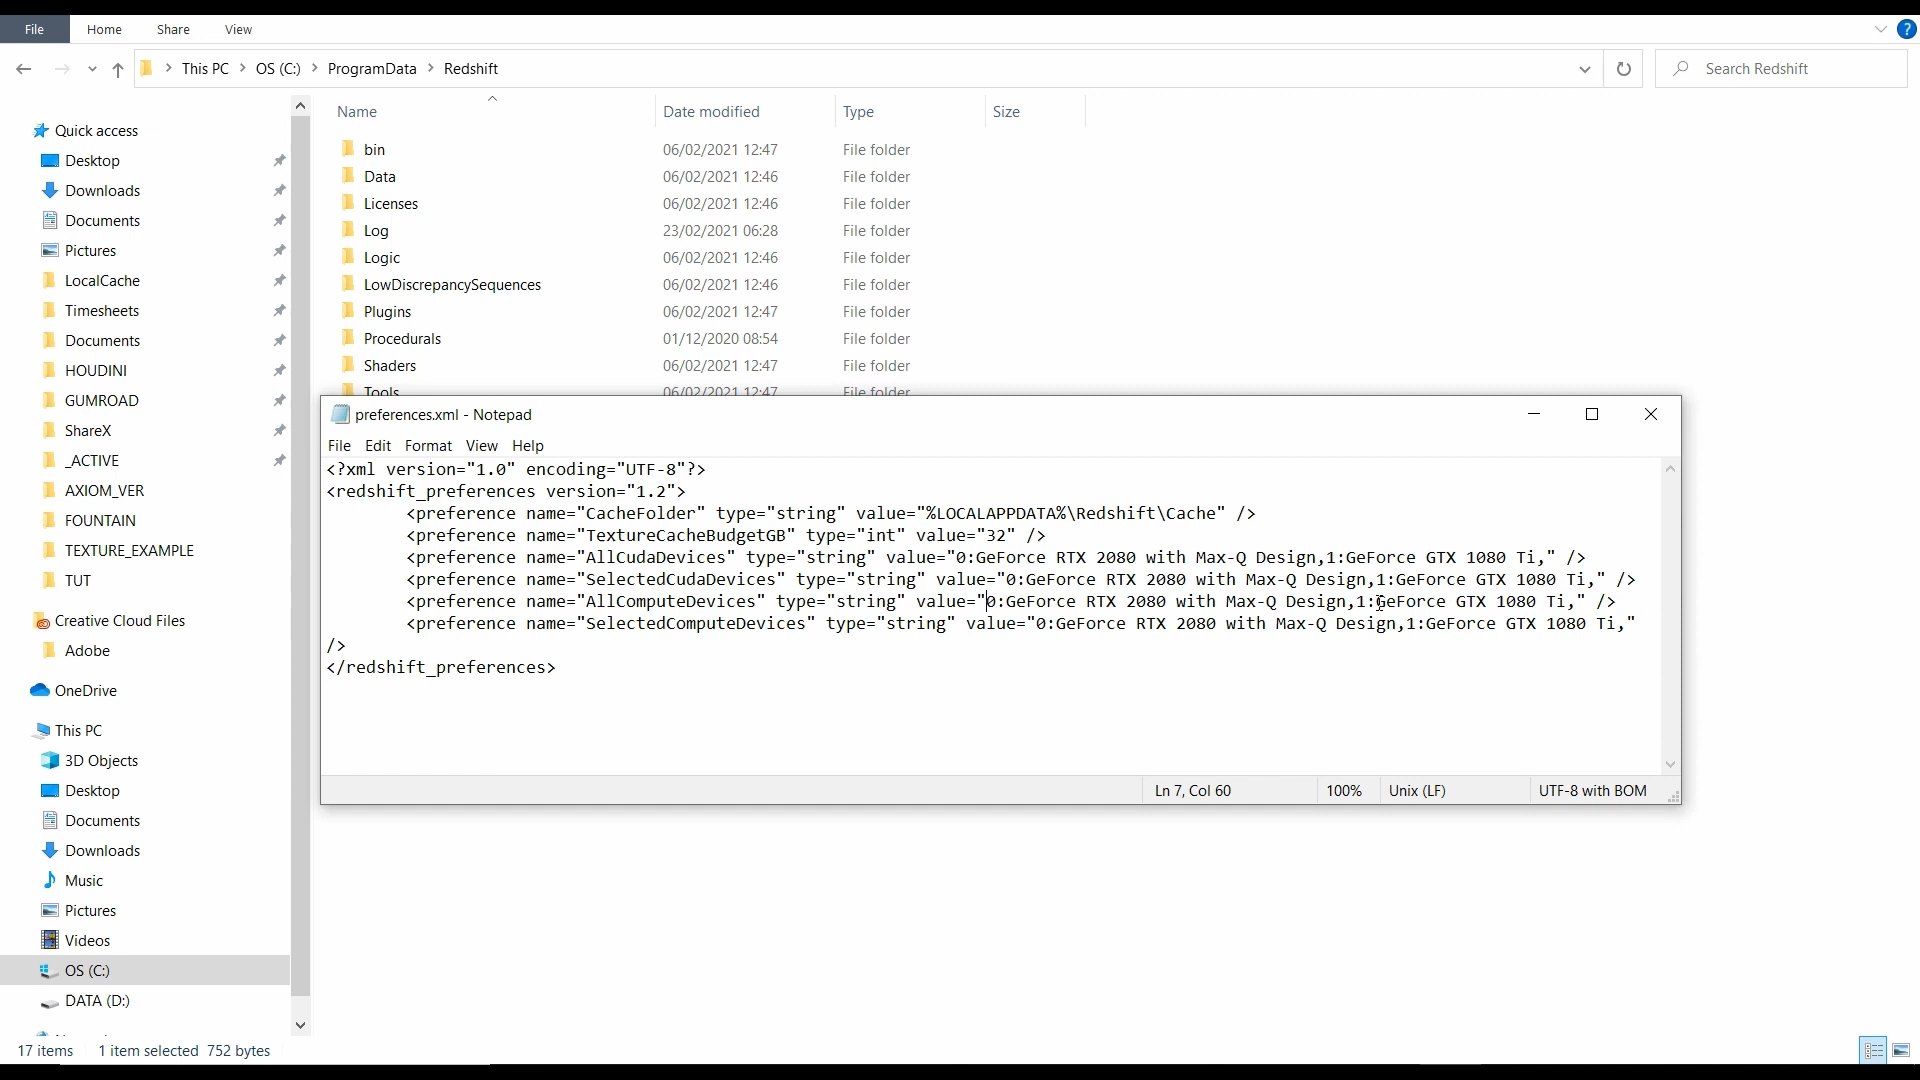 File Home Share View ?
This PC > OS (C:) > ProgramData > Redshift
Search Redshift
Name Date modified Type Size
bin 06/02/2021 12:47 File folder
Data 06/02/2021 12:46 File folder
Licenses 06/02/2021 12:46 File folder
Log 23/02/2021 06:28 File folder
Logic 06/02/2021 12:46 File folder
LowDiscrepancySequences 06/02/2021 12:46 File folder
Plugins 06/02/2021 12:47 File folder
Procedurals 01/12/2020 08:54 File folder
Shaders 06/02/2021 12:47 File folder
Tools 06/02/2021 12:47 File folder
Quick access
Desktop
Downloads
Documents
Pictures
LocalCache
Timesheets
Documents
HOUDINI
GUMROAD
ShareX
_ACTIVE
AXIOM_VER
FOUNTAIN
TEXTURE_EXAMPLE
TUT
Creative Cloud Files
Adobe
OneDrive
This PC
3D Objects
Desktop
Documents
Downloads
Music
Pictures
Videos
OS (C:)
DATA (D:)
preferences.xml - Notepad
File Edit Format View Help
<?xml version="1.0" encoding="UTF-8"?>
<redshift_preferences version="1.2">
<preference name="CacheFolder" type="string" value="%LOCALAPPDATA%\Redshift\Cache" />
<preference name="TextureCacheBudgetGB" type="int" value="32" />
<preference name="AllCudaDevices" type="string" value="0:GeForce RTX 2080 with Max-Q Design,1:GeForce GTX 1080 Ti," />
<preference name="SelectedCudaDevices" type="string" value="0:GeForce RTX 2080 with Max-Q Design,1:GeForce GTX 1080 Ti," />
<preference name="AllComputeDevices" type="string" value="0:GeForce RTX 2080 with Max-Q Design,1:GeForce GTX 1080 Ti," />
<preference name="SelectedComputeDevices" type="string" value="0:GeForce RTX 2080 with Max-Q Design,1:GeForce GTX 1080 Ti,"
/>
</redshift_preferences>
Ln 7, Col 60 100% Unix (LF) UTF-8 with BOM
17 items 1 item selected 752 bytes